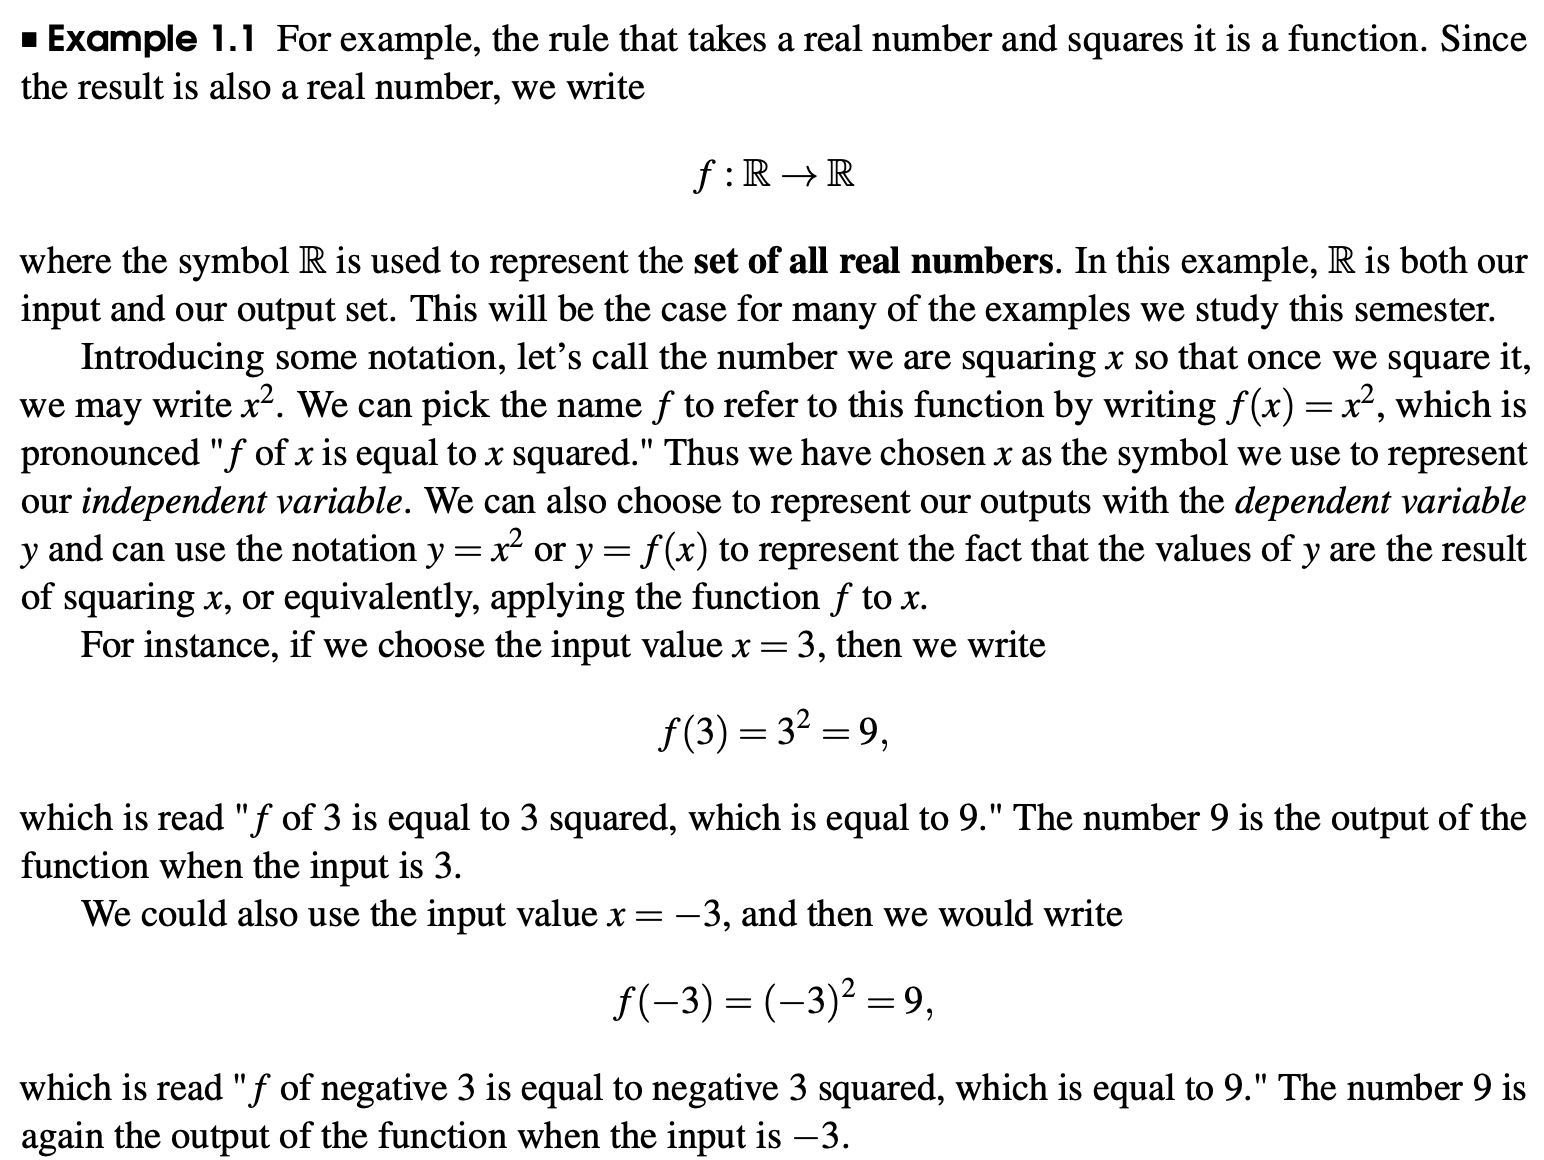 ▪ Example 1.1 For example, the rule that takes a real number and squares it is a function. Since
the result is also a real number, we write
f : ℝ → ℝ
where the symbol ℝ is used to represent the set of all real numbers. In this example, ℝ is both our
input and our output set. This will be the case for many of the examples we study this semester.
Introducing some notation, let’s call the number we are squaring x so that once we square it,
we may write x². We can pick the name f to refer to this function by writing f(x) = x², which is
pronounced "f of x is equal to x squared." Thus we have chosen x as the symbol we use to represent
our independent variable. We can also choose to represent our outputs with the dependent variable
y and can use the notation y = x² or y = f(x) to represent the fact that the values of y are the result
of squaring x, or equivalently, applying the function f to x.
For instance, if we choose the input value x = 3, then we write
f(3) = 3² = 9,
which is read "f of 3 is equal to 3 squared, which is equal to 9." The number 9 is the output of the
function when the input is 3.
We could also use the input value x = −3, and then we would write
f(−3) = (−3)² = 9,
which is read "f of negative 3 is equal to negative 3 squared, which is equal to 9." The number 9 is
again the output of the function when the input is −3.